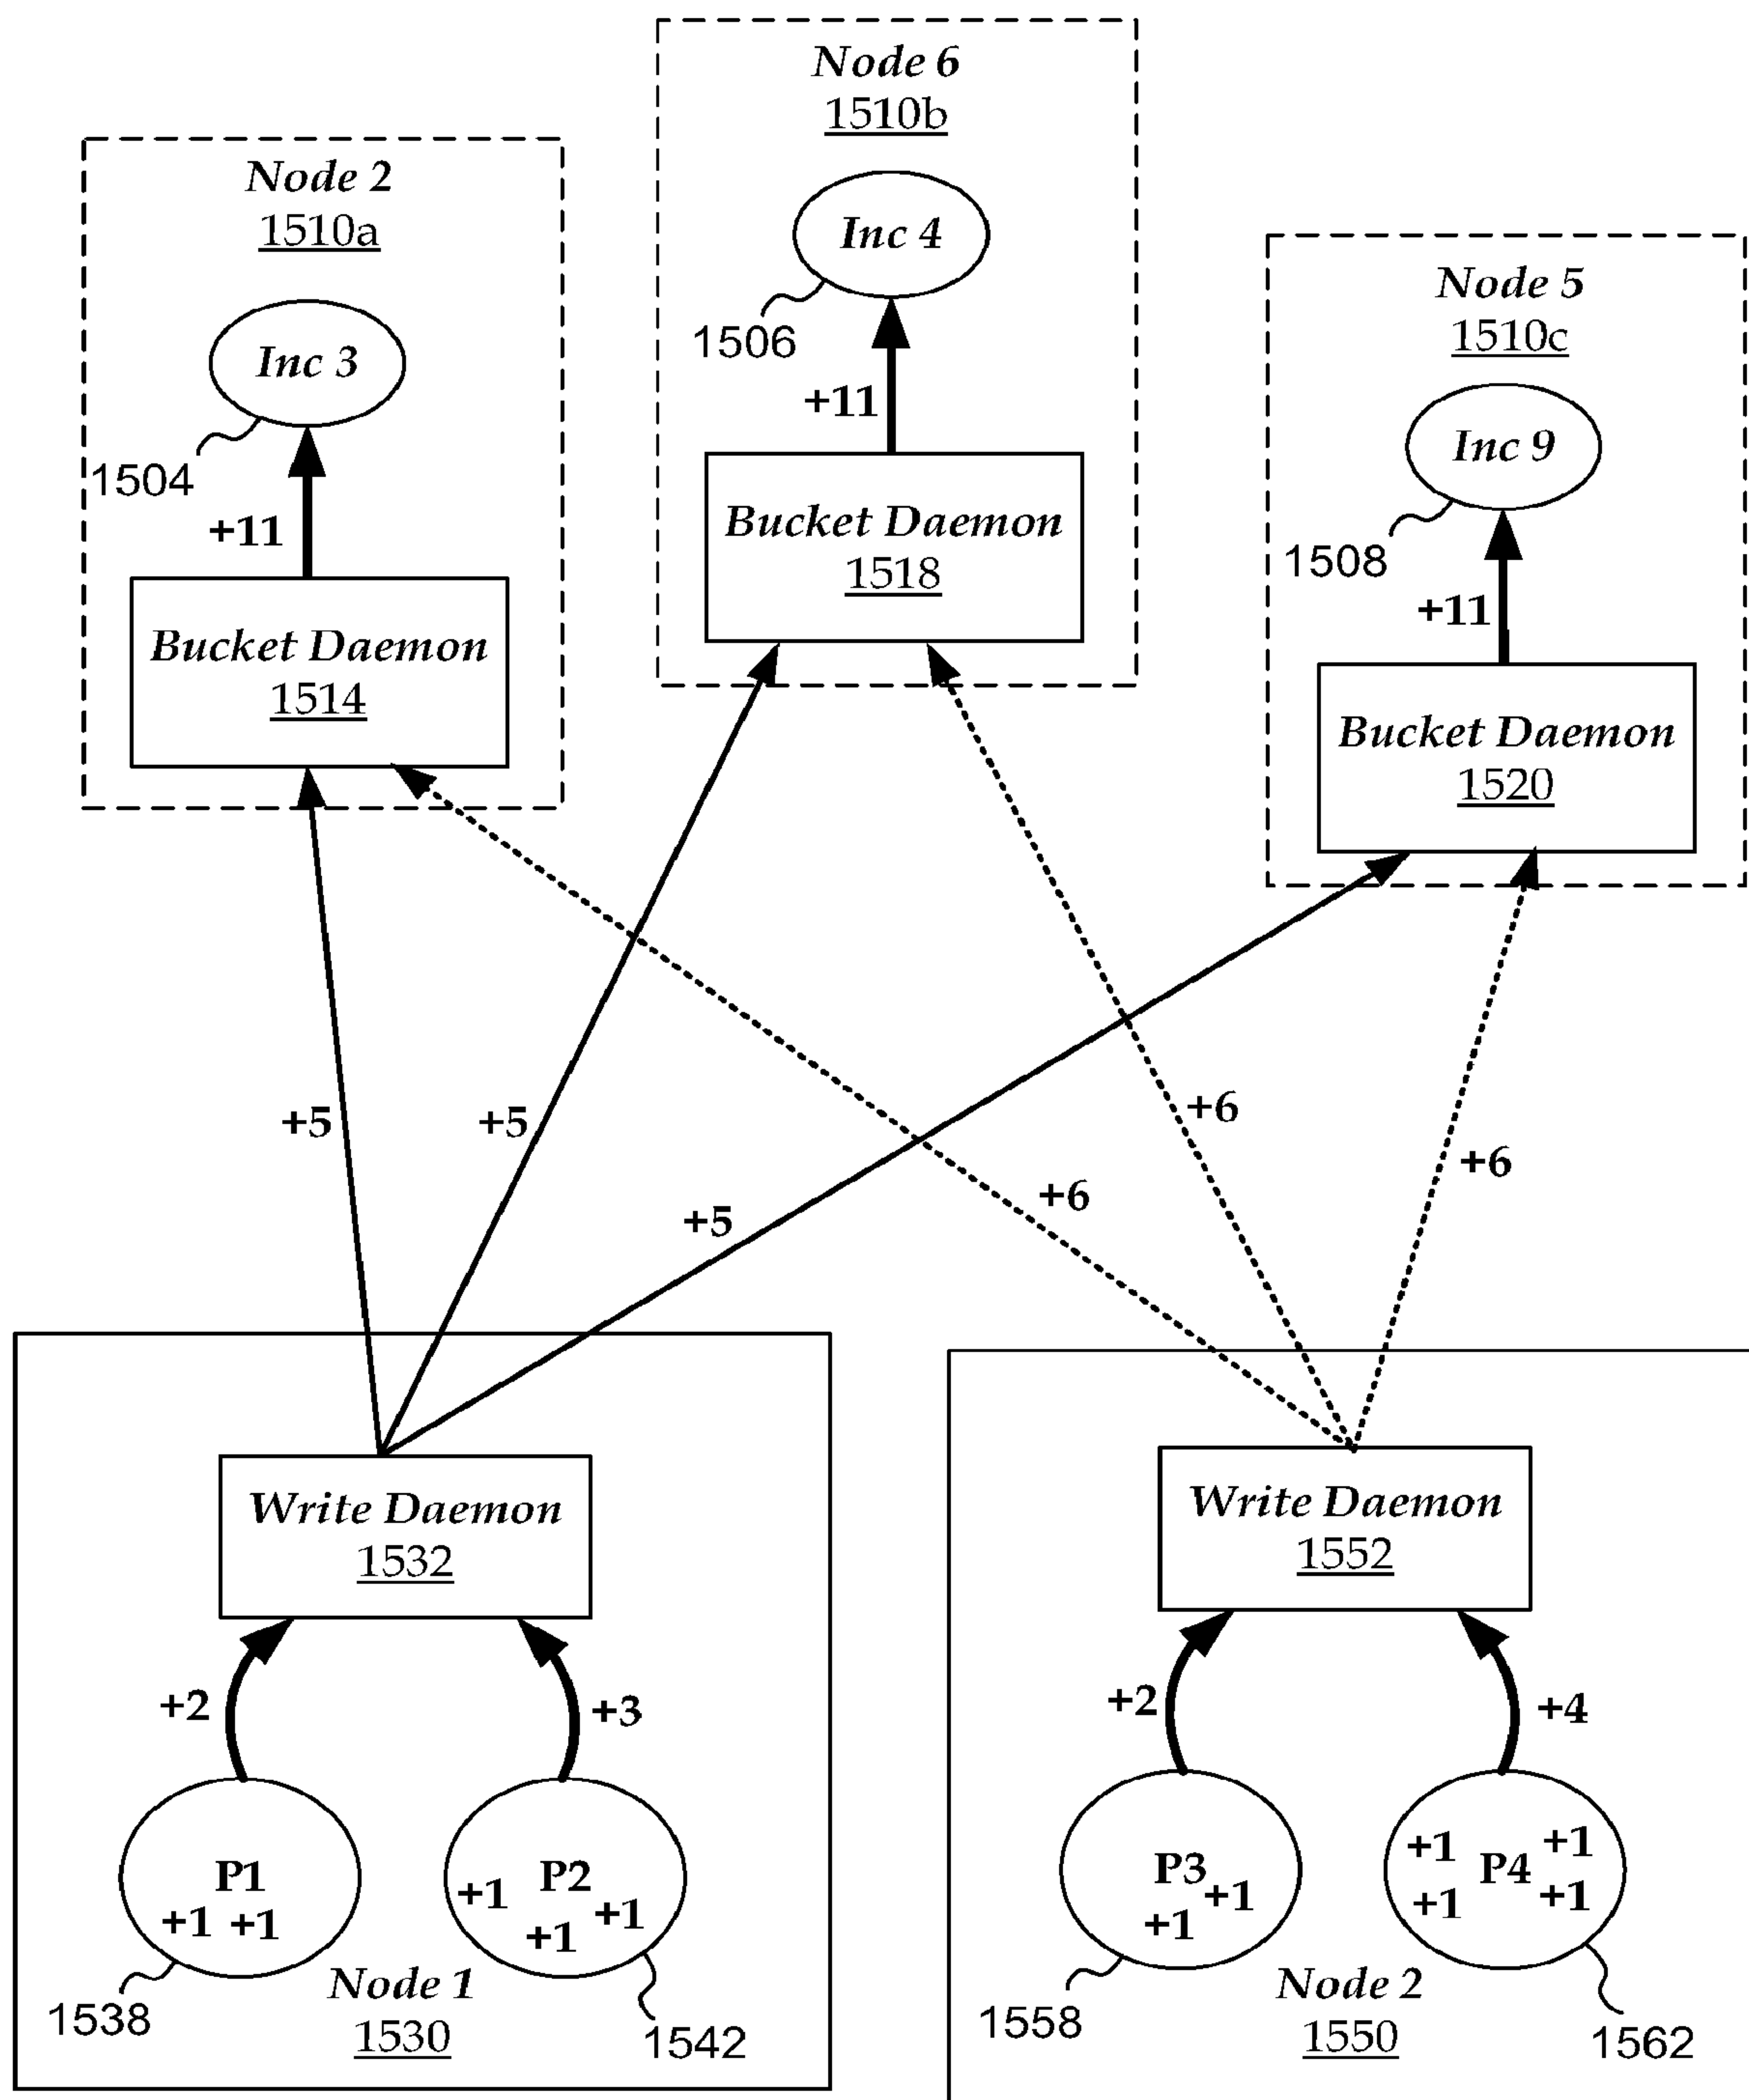 Node 6
1510b
Inc 4
1506
+11
Bucket Daemon
1518
Node 2
1510a
Inc 3
1504
+11
Bucket Daemon
1514
Node 5
1510c
Inc 9
1508
+11
Bucket Daemon
1520
+5
+5
+5
+6
+6
+6
Write Daemon
1532
+2
+3
P1
+1 +1
P2
+1
+1
+1
1538
Node 1
1530
1542
Write Daemon
1552
+2
+4
P3
+1
+1
P4
+1
+1
+1
+1
1558
Node 2
1550
1562